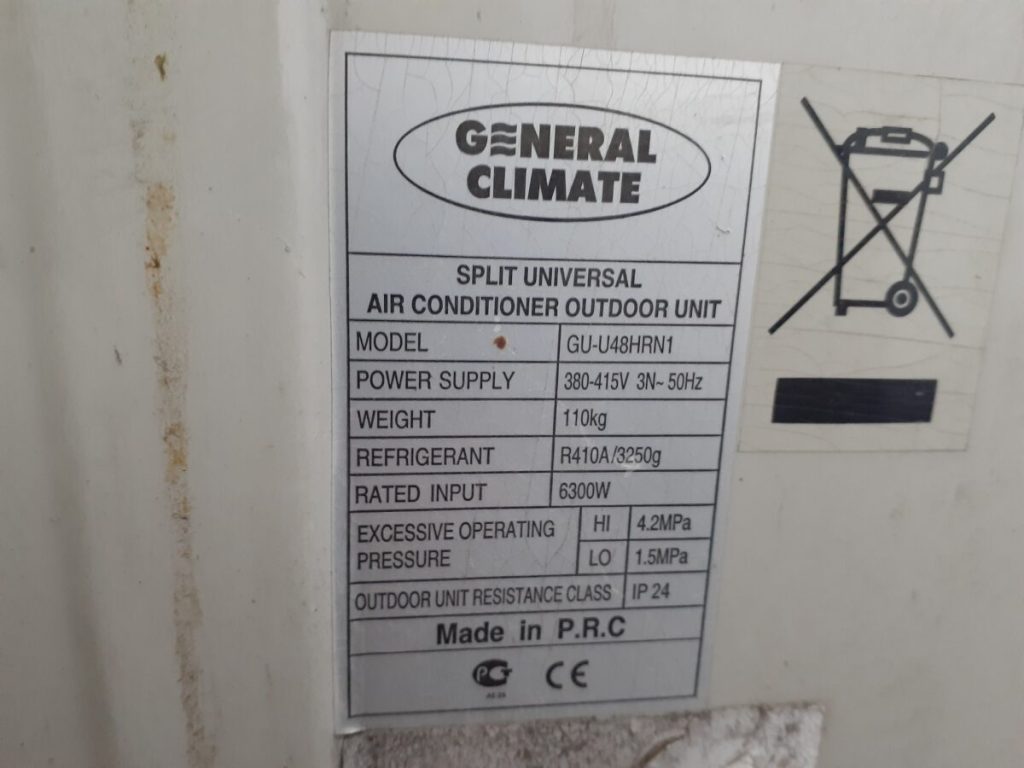 GENERAL
CLIMATE
SPLIT UNIVERSAL
AIR CONDITIONER OUTDOOR UNIT
MODEL GU-U48HRN1
POWER SUPPLY 380-415V 3N~ 50Hz
WEIGHT 110kg
REFRIGERANT R410A/3250g
RATED INPUT 6300W
EXCESSIVE OPERATING PRESSURE HI 4.2MPa
LO 1.5MPa
OUTDOOR UNIT RESISTANCE CLASS IP 24
Made in P.R.C
CE